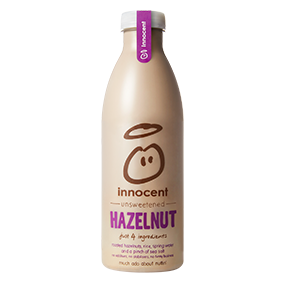 innocent
innocent
unsweetened
HAZELNUT
just 4 ingredients
toasted hazelnuts, rice, spring water
and a pinch of sea salt
much ado about nuttin.